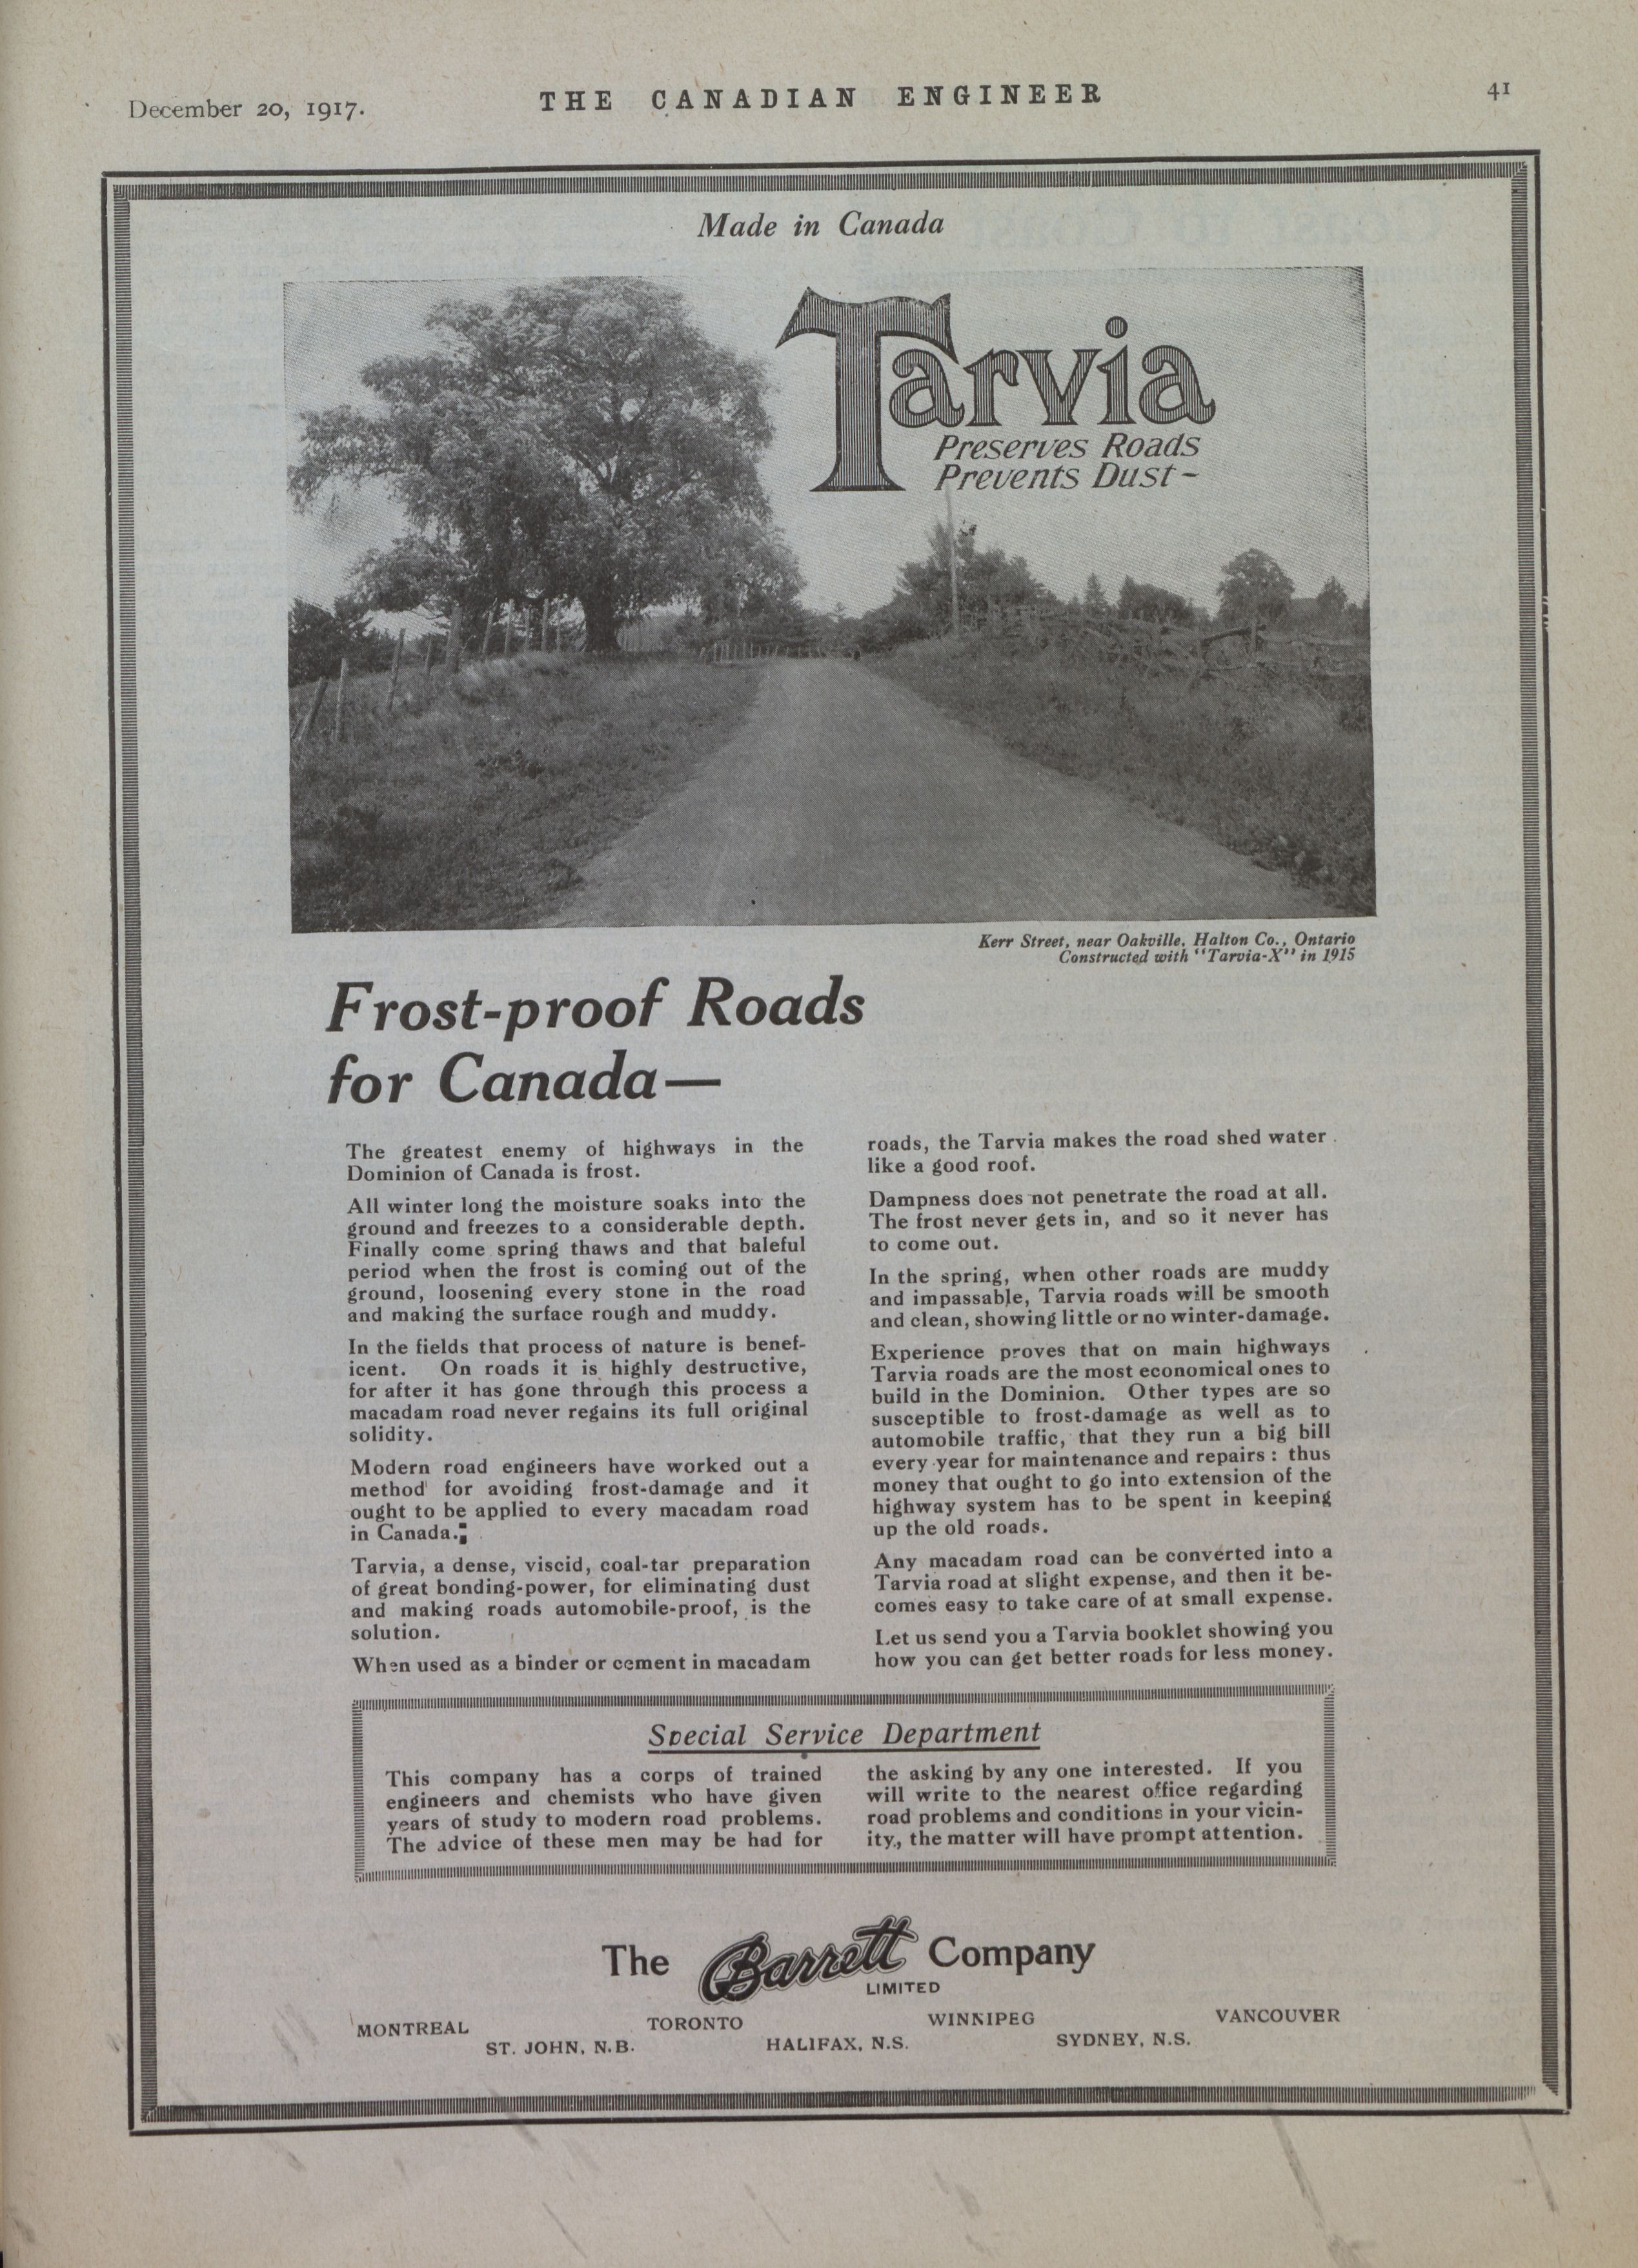 December 20, 1917.
THE CANADIAN ENGINEER
41
Made in Canada
Tarvia
Preserves Roads
Prevents Dust-
Kerr Street, near Oakville, Halton Co., Ontario
Constructed with "Tarvia-X" in 1915
Frost-proof Roads
for Canada—
The greatest enemy of highways in the
Dominion of Canada is frost.
All winter long the moisture soaks into the
ground and freezes to a considerable depth.
Finally come spring thaws and that baleful
period when the frost is coming out of the
ground, loosening every stone in the road
and making the surface rough and muddy.
In the fields that process of nature is benef-
icent. On roads it is highly destructive,
for after it has gone through this process a
macadam road never regains its full original
solidity.
Modern road engineers have worked out a
method for avoiding frost-damage and it
ought to be applied to every macadam road
in Canada.
Tarvia, a dense, viscid, coal-tar preparation
of great bonding-power, for eliminating dust
and making roads automobile-proof, is the
solution.
When used as a binder or cement in macadam
roads, the Tarvia makes the road shed water
like a good roof.
Dampness does not penetrate the road at all.
The frost never gets in, and so it never has
to come out.
In the spring, when other roads are muddy
and impassable, Tarvia roads will be smooth
and clean, showing little or no winter-damage.
Experience proves that on main highways
Tarvia roads are the most economical ones to
build in the Dominion. Other types are so
susceptible to frost-damage as well as to
automobile traffic, that they run a big bill
every year for maintenance and repairs: thus
money that ought to go into extension of the
highway system has to be spent in keeping
up the old roads.
Any macadam road can be converted into a
Tarvia road at slight expense, and then it be-
comes easy to take care of at small expense.
Let us send you a Tarvia booklet showing you
how you can get better roads for less money.
Special Service Department
This company has a corps of trained
engineers and chemists who have given
years of study to modern road problems.
The advice of these men may be had for
the asking by any one interested. If you
will write to the nearest office regarding
road problems and conditions in your vicin-
ity, the matter will have prompt attention.
The Barrett Company
LIMITED
MONTREAL TORONTO WINNIPEG VANCOUVER
ST. JOHN, N.B. HALIFAX, N.S. SYDNEY, N.S.